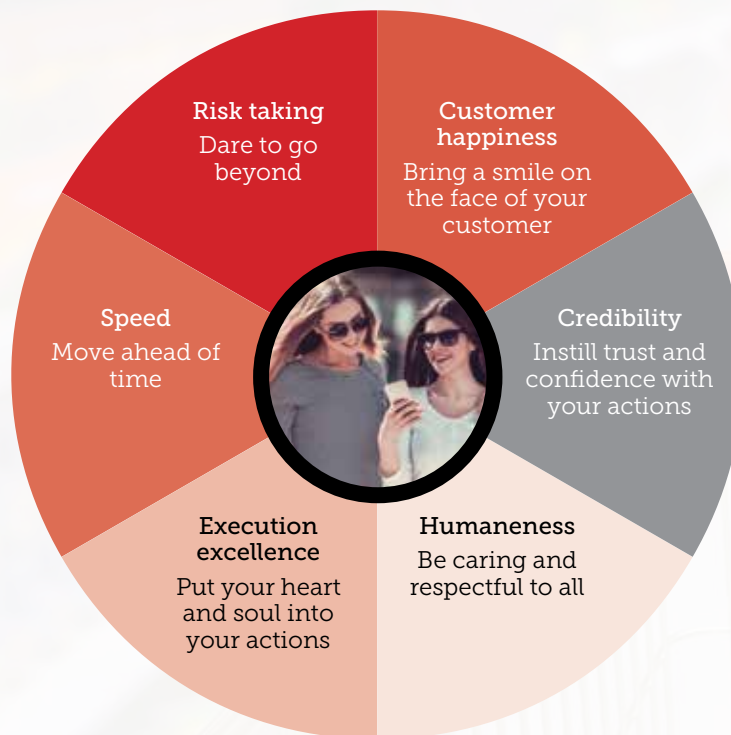 Risk taking
Dare to go
beyond
Customer
happiness
Bring a smile on
the face of your
customer
Speed
Move ahead of
time
Credibility
Instill trust and
confidence with
your actions
Execution
excellence
Put your heart
and soul into
your actions
Humaneness
Be caring and
respectful to all